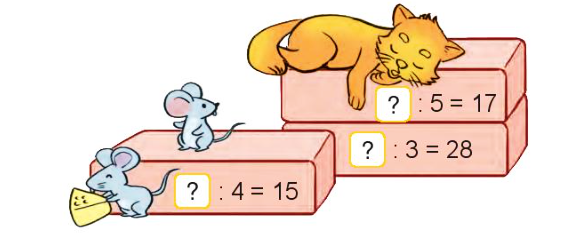 ? : 5 = 17
? : 3 = 28
? : 4 = 15